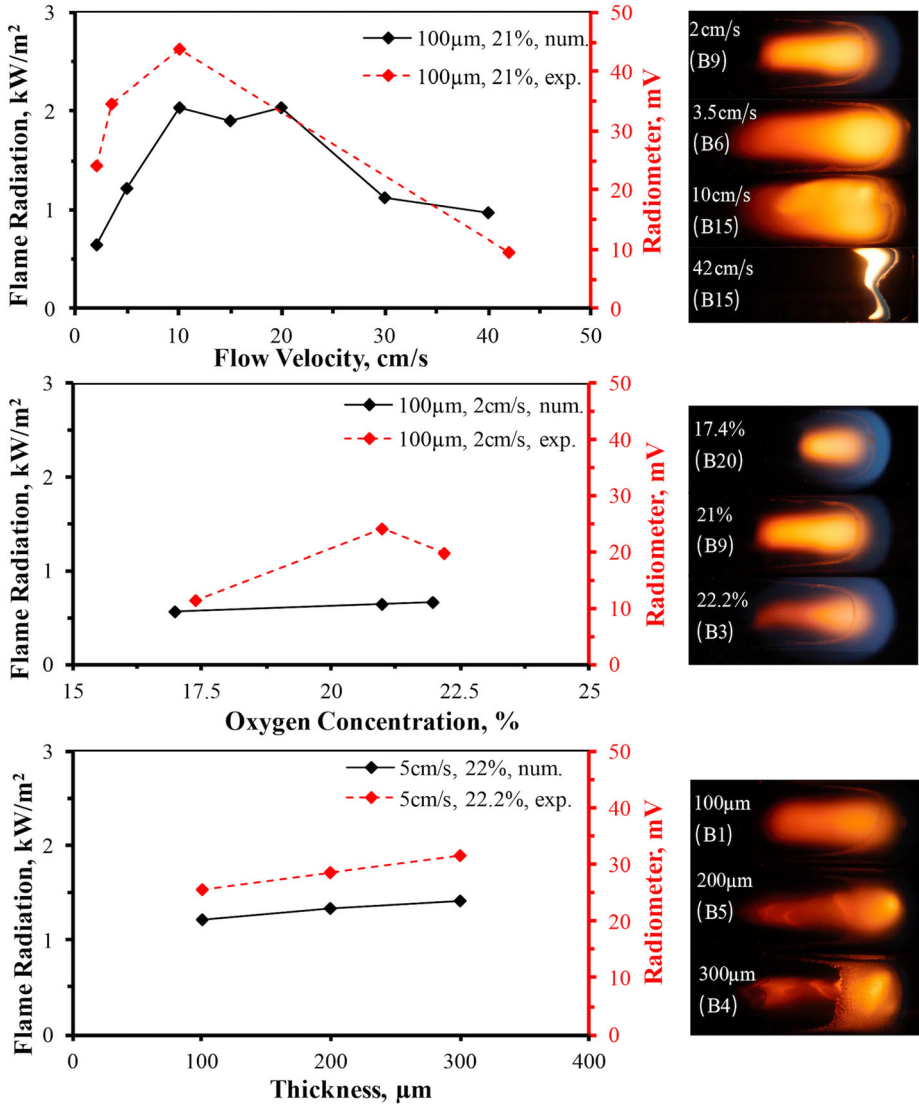 Flame Radiation, kW/m²
3
2
1
0
100μm, 21%, num.
100μm, 21%, exp.
50
40
30
20
10
0
Radiometer, mV
0 10 20 30 40 50
Flow Velocity, cm/s
2cm/s
(B9)
3.5cm/s
(B6)
10cm/s
(B15)
42cm/s
(B15)
Flame Radiation, kW/m²
3
2
1
0
100μm, 2cm/s, num.
100μm, 2cm/s, exp.
50
40
30
20
10
0
Radiometer, mV
15 17.5 20 22.5 25
Oxygen Concentration, %
17.4%
(B20)
21%
(B9)
22.2%
(B3)
Flame Radiation, kW/m²
3
2
1
0
5cm/s, 22%, num.
5cm/s, 22.2%, exp.
50
40
30
20
10
0
Radiometer, mV
0 100 200 300 400
Thickness, μm
100μm
(B1)
200μm
(B5)
300μm
(B4)